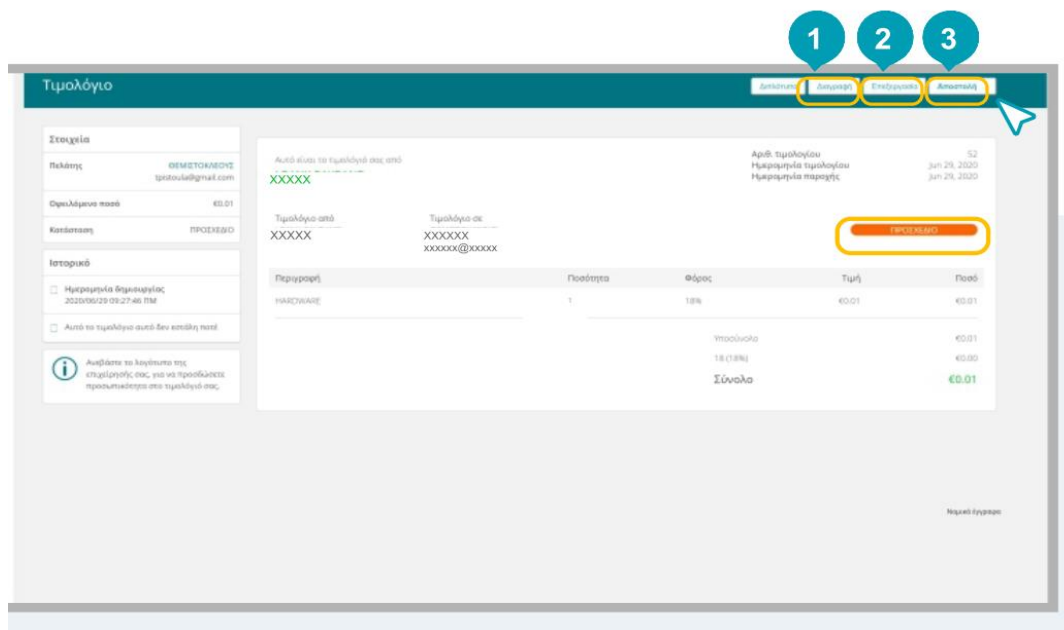 1 2 3
Τιμολόγιο
Διπλότυπο Διαγραφή Επεξεργασία Αποστολή
Στοιχεία
Πελάτης ΘΕΜΙΣΤΟΚΛΕΟΥΣ
tpistoula@gmail.com
Οφειλόμενο ποσό €0.01
Κατάσταση ΠΡΟΣΧΕΔΙΟ
Ιστορικό
Ημερομηνία δημιουργίας
2020/06/29 09:27:46 ΠΜ
Αυτό το τιμολόγιο αυτό δεν εστάλη ποτέ
Ανεβάστε το λογότυπο της
επιχείρησής σας, για να προσδώσετε
προσωπικότητα στο τιμολόγιό σας.
Αυτό είναι το τιμολόγιό σας από
XXXXX
Αριθ. τιμολογίου 52
Ημερομηνία τιμολογίου Jun 29, 2020
Ημερομηνία παροχής Jun 29, 2020
Τιμολόγιο από Τιμολόγιο σε
XXXXX XXXXXX
xxxxxx@xxxxx
ΠΡΟΣΧΕΔΙΟ
Περιγραφή Ποσότητα Φόρος Τιμή Ποσό
HARDWARE 1 18% €0.01 €0.01
Υποσύνολο €0.01
18 (18%) €0.00
Σύνολο €0.01
Νομικά έγγραφα